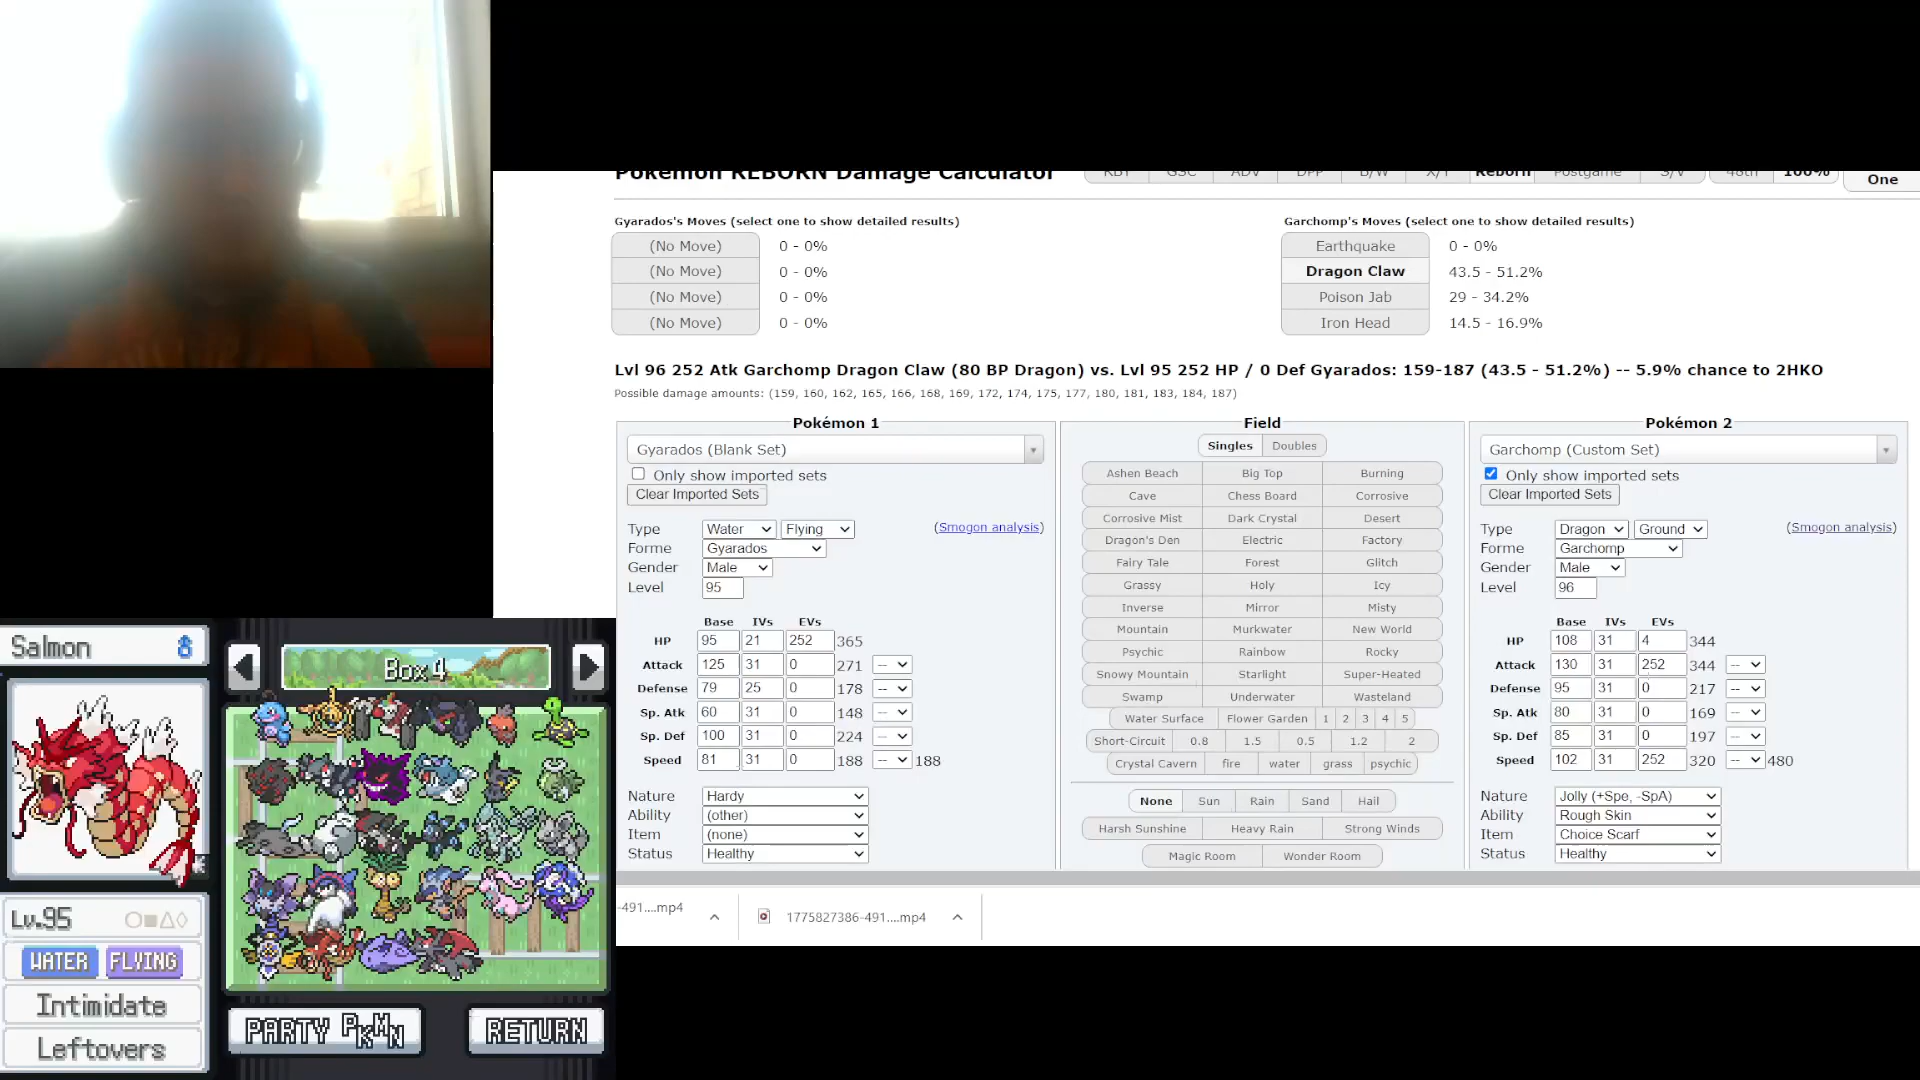 Pokémon REBORN Damage Calculator RBY GSC ADV DPP B/W X/Y Reborn Postgame S/V 48th 100% One
Gyarados's Moves (select one to show detailed results)
(No Move) 0 - 0%
(No Move) 0 - 0%
(No Move) 0 - 0%
(No Move) 0 - 0%
Garchomp's Moves (select one to show detailed results)
Earthquake 0 - 0%
Dragon Claw 43.5 - 51.2%
Poison Jab 29 - 34.2%
Iron Head 14.5 - 16.9%
Lvl 96 252 Atk Garchomp Dragon Claw (80 BP Dragon) vs. Lvl 95 252 HP / 0 Def Gyarados: 159-187 (43.5 - 51.2%) -- 5.9% chance to 2HKO
Possible damage amounts: (159, 160, 162, 165, 166, 168, 169, 172, 174, 175, 177, 180, 181, 183, 184, 187)
Pokémon 1
Gyarados (Blank Set)
Only show imported sets
Clear Imported Sets
Type Water Flying (Smogon analysis)
Forme Gyarados
Gender Male
Level 95
Base IVs EVs
HP 95 21 252 365
Attack 125 31 0 271 --
Defense 79 25 0 178 --
Sp. Atk 60 31 0 148 --
Sp. Def 100 31 0 224 --
Speed 81 31 0 188 -- 188
Nature Hardy
Ability (other)
Item (none)
Status Healthy
Field
Singles Doubles
Ashen Beach Big Top Burning
Cave Chess Board Corrosive
Corrosive Mist Dark Crystal Desert
Dragon's Den Electric Factory
Fairy Tale Forest Glitch
Grassy Holy Icy
Inverse Mirror Misty
Mountain Murkwater New World
Psychic Rainbow Rocky
Snowy Mountain Starlight Super-Heated
Swamp Underwater Wasteland
Water Surface Flower Garden 1 2 3 4 5
Short-Circuit 0.8 1.5 0.5 1.2 2
Crystal Cavern fire water grass psychic
None Sun Rain Sand Hail
Harsh Sunshine Heavy Rain Strong Winds
Magic Room Wonder Room
Pokémon 2
Garchomp (Custom Set)
Only show imported sets
Clear Imported Sets
Type Dragon Ground (Smogon analysis)
Forme Garchomp
Gender Male
Level 96
Base IVs EVs
HP 108 31 4 344
Attack 130 31 252 344 --
Defense 95 31 0 217 --
Sp. Atk 80 31 0 169 --
Sp. Def 85 31 0 197 --
Speed 102 31 252 320 -- 480
Nature Jolly (+Spe, -SpA)
Ability Rough Skin
Item Choice Scarf
Status Healthy
-491....mp4 1775827386-491....mp4
Salmon
Box 4
Lv.95
WATER FLYING
Intimidate
Leftovers
PARTY PKMN
RETURN